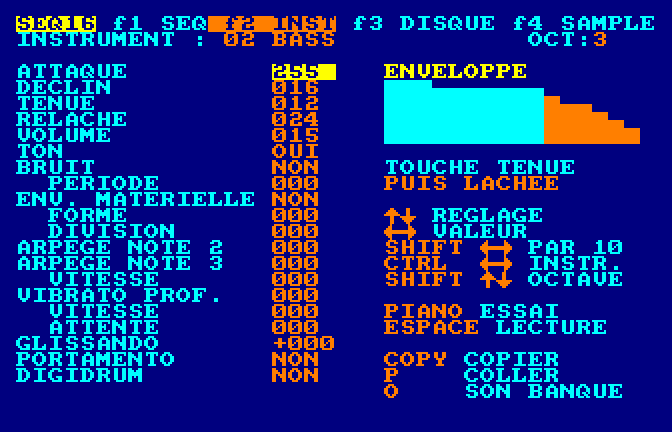 SEQ16 f1 SEQ f2 INST f3 DISQUE f4 SAMPLE
INSTRUMENT : 02 BASS OCT:3
ATTAQUE 255 ENVELOPPE
DECLIN 016
TENUE 012
RELACHE 024
VOLUME 015
TON OUI
BRUIT NON TOUCHE TENUE
PERIODE 000 PUIS LACHEE
ENV. MATERIELLE NON
FORME 000 REGLAGE
DIVISION 000 VALEUR
ARPEGE NOTE 2 000 SHIFT PAR 10
ARPEGE NOTE 3 000 CTRL INSTR.
VITESSE 000 SHIFT OCTAVE
VIBRATO PROF. 000
VITESSE 000 PIANO ESSAI
ATTENTE 000 ESPACE LECTURE
GLISSANDO +000
PORTAMENTO NON COPY COPIER
DIGIDRUM NON P COLLER
O SON BANQUE